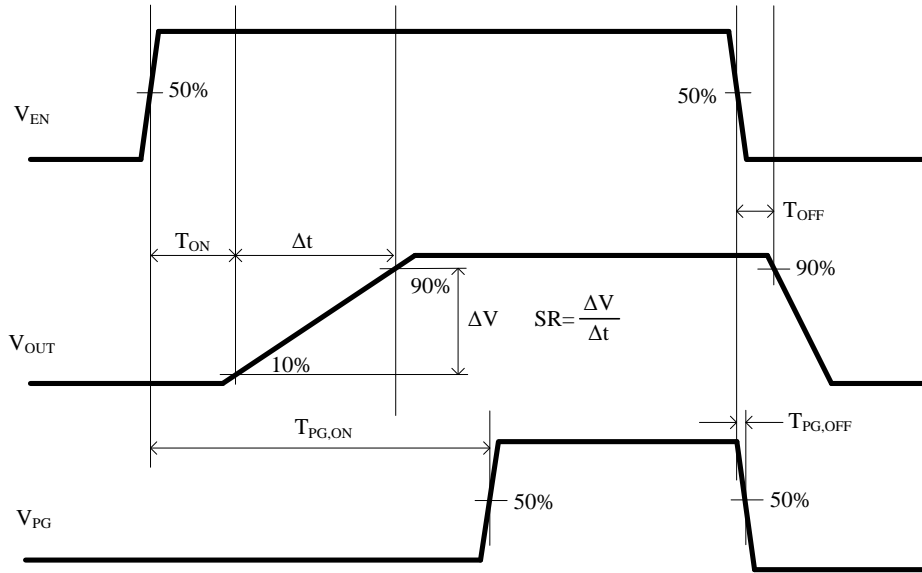 50%
50%
V_EN
T_OFF
T_ON
Δt
90%
90%
ΔV
SR=ΔV/Δt
V_OUT
10%
T_PG,ON
T_PG,OFF
50%
50%
V_PG